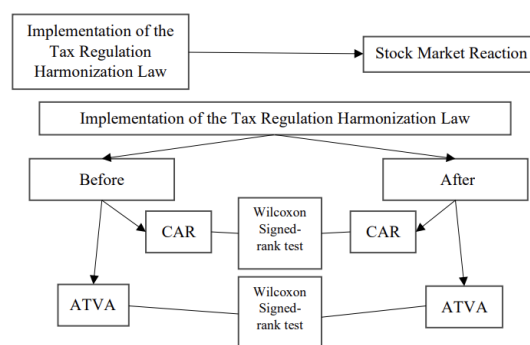 Implementation of the
Tax Regulation
Harmonization Law
Stock Market Reaction
Implementation of the Tax Regulation Harmonization Law
Before
After
CAR
Wilcoxon
Signed-
rank test
CAR
ATVA
Wilcoxon
Signed-
rank test
ATVA